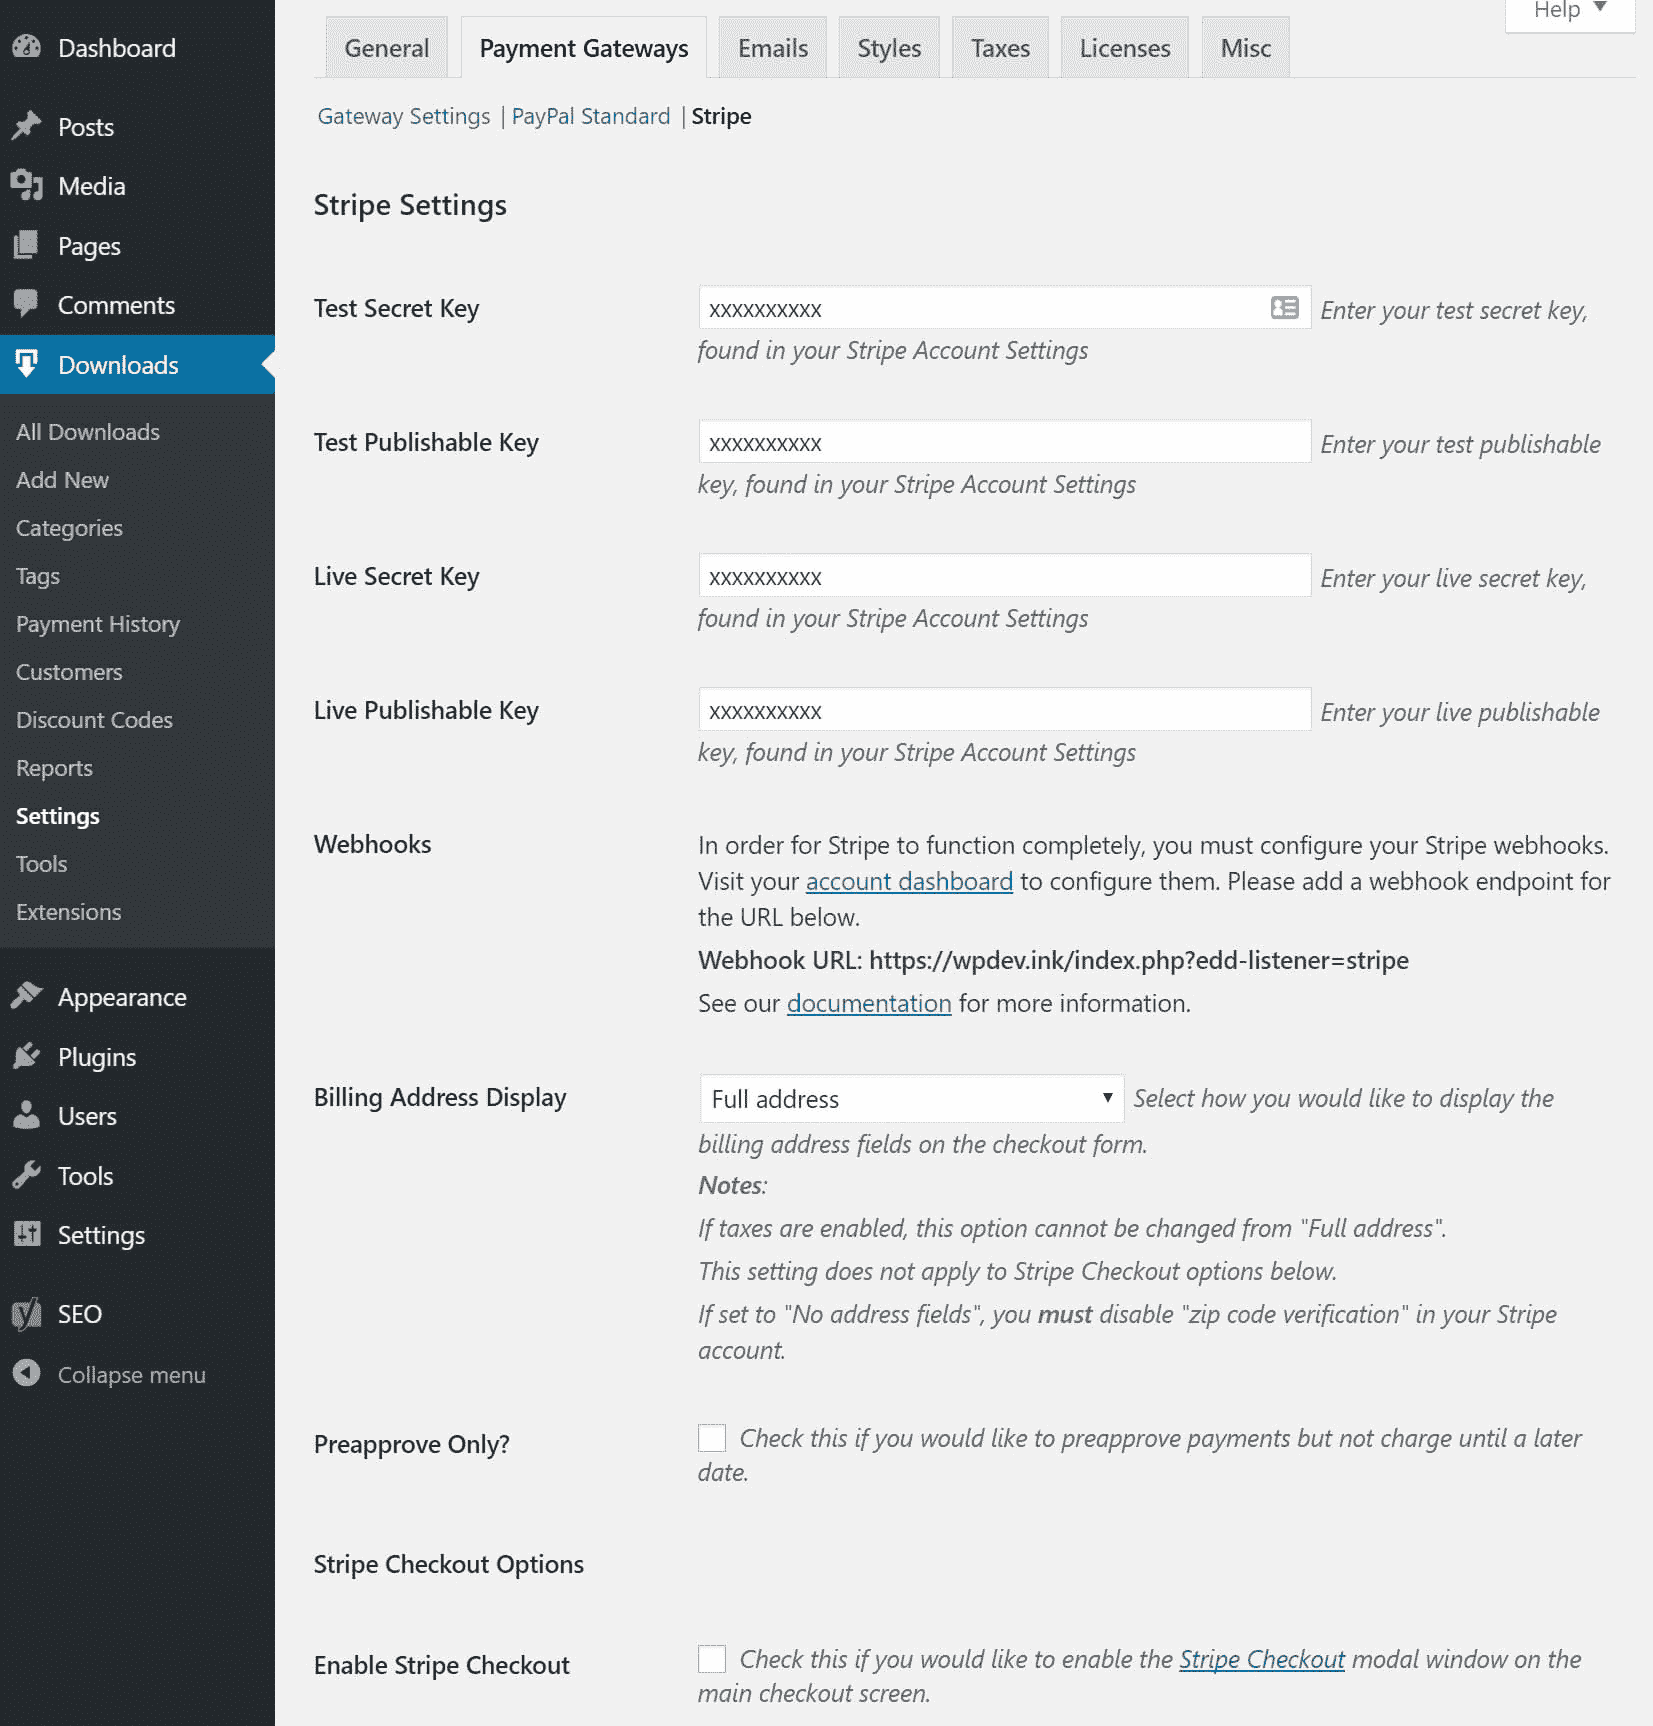 Dashboard
Posts
Media
Pages
Comments
Downloads
All Downloads
Add New
Categories
Tags
Payment History
Customers
Discount Codes
Reports
Settings
Tools
Extensions
Appearance
Plugins
Users
Tools
Settings
SEO
Collapse menu
Help
General Payment Gateways Emails Styles Taxes Licenses Misc
Gateway Settings | PayPal Standard | Stripe
Stripe Settings
Test Secret Key xxxxxxxxxx Enter your test secret key,
found in your Stripe Account Settings
Test Publishable Key xxxxxxxxxx Enter your test publishable
key, found in your Stripe Account Settings
Live Secret Key xxxxxxxxxx Enter your live secret key,
found in your Stripe Account Settings
Live Publishable Key xxxxxxxxxx Enter your live publishable
key, found in your Stripe Account Settings
Webhooks In order for Stripe to function completely, you must configure your Stripe webhooks.
Visit your account dashboard to configure them. Please add a webhook endpoint for
the URL below.
Webhook URL: https://wpdev.ink/index.php?edd-listener=stripe
See our documentation for more information.
Billing Address Display Full address Select how you would like to display the
billing address fields on the checkout form.
Notes:
If taxes are enabled, this option cannot be changed from "Full address".
This setting does not apply to Stripe Checkout options below.
If set to "No address fields", you must disable "zip code verification" in your Stripe
account.
Preapprove Only? Check this if you would like to preapprove payments but not charge until a later
date.
Stripe Checkout Options
Enable Stripe Checkout Check this if you would like to enable the Stripe Checkout modal window on the
main checkout screen.